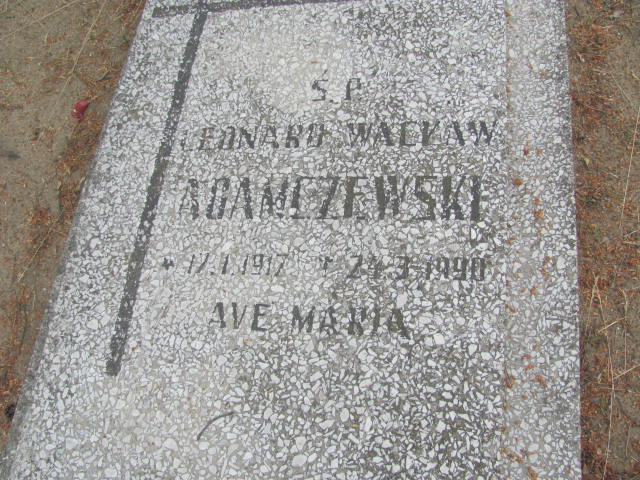 Ś.P.
LEONARD WACŁAW
ADAMCZEWSKI
* 17.1.1917 † 24.3.1990
AVE MARIA